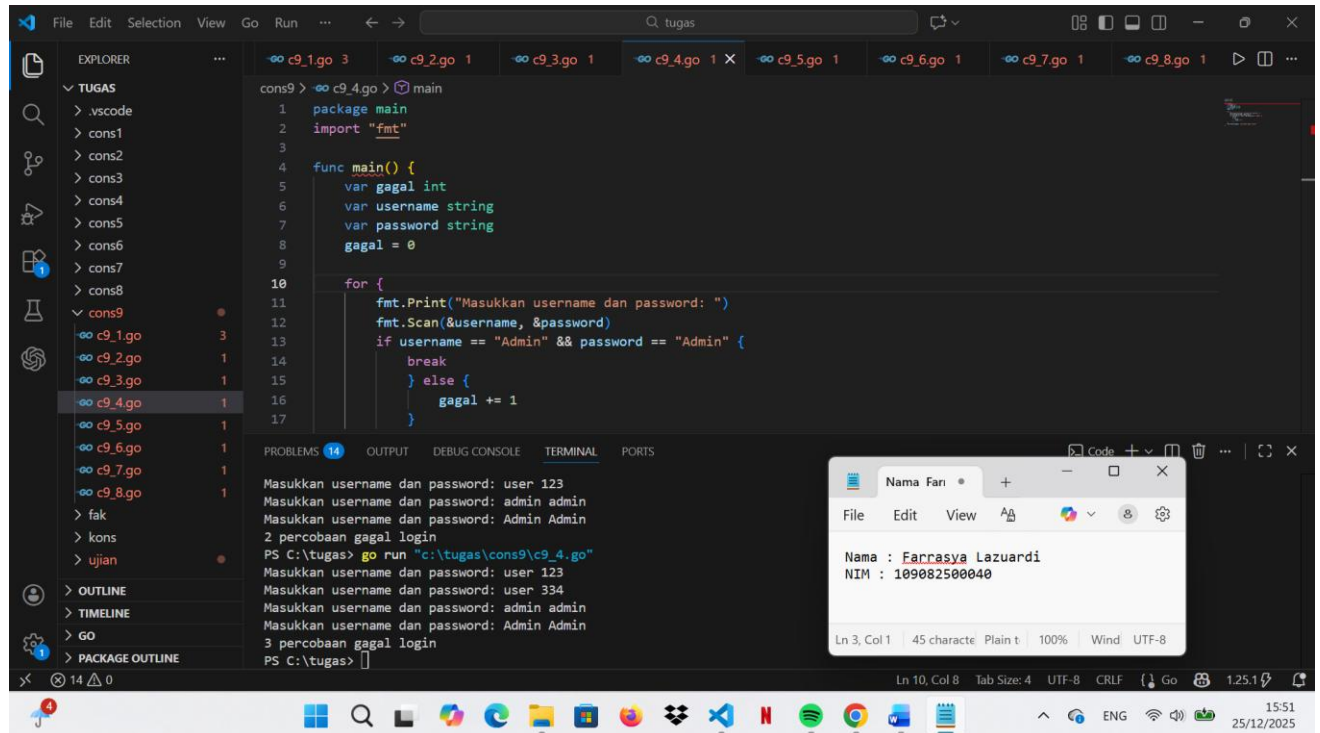 File Edit Selection View Go Run ··· tugas
EXPLORER ···
TUGAS
.vscode
cons1
cons2
cons3
cons4
cons5
cons6
cons7
cons8
cons9
c9_1.go 3
c9_2.go 1
c9_3.go 1
c9_4.go 1
c9_5.go 1
c9_6.go 1
c9_7.go 1
c9_8.go 1
fak
kons
ujian
OUTLINE
TIMELINE
GO
PACKAGE OUTLINE
c9_1.go 3 c9_2.go 1 c9_3.go 1 c9_4.go 1 c9_5.go 1 c9_6.go 1 c9_7.go 1 c9_8.go 1
cons9 > c9_4.go > main
1 package main
2 import "fmt"
3
4 func main() {
5 var gagal int
6 var username string
7 var password string
8 gagal = 0
9
10 for {
11 fmt.Print("Masukkan username dan password: ")
12 fmt.Scan(&username, &password)
13 if username == "Admin" && password == "Admin" {
14 break
15 } else {
16 gagal += 1
17 }
PROBLEMS 14 OUTPUT DEBUG CONSOLE TERMINAL PORTS Code
Masukkan username dan password: user 123
Masukkan username dan password: admin admin
Masukkan username dan password: Admin Admin
2 percobaan gagal login
PS C:\tugas> go run "c:\tugas\cons9\c9_4.go"
Masukkan username dan password: user 123
Masukkan username dan password: user 334
Masukkan username dan password: admin admin
Masukkan username dan password: Admin Admin
3 percobaan gagal login
PS C:\tugas>
Nama Farr
File Edit View
Nama : Farrasya Lazuardi
NIM : 109082500040
Ln 3, Col 1 45 characte Plain t 100% Wind UTF-8
14 0 Ln 10, Col 8 Tab Size: 4 UTF-8 CRLF Go 1.25.1
4 ENG 15:51
25/12/2025